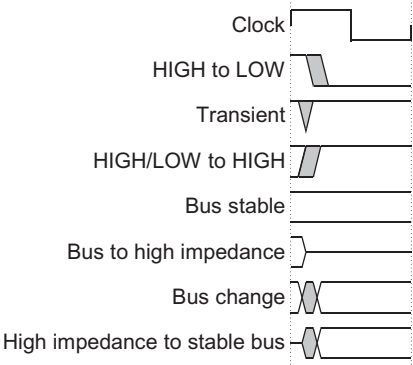 Clock
HIGH to LOW
Transient
HIGH/LOW to HIGH
Bus stable
Bus to high impedance
Bus change
High impedance to stable bus